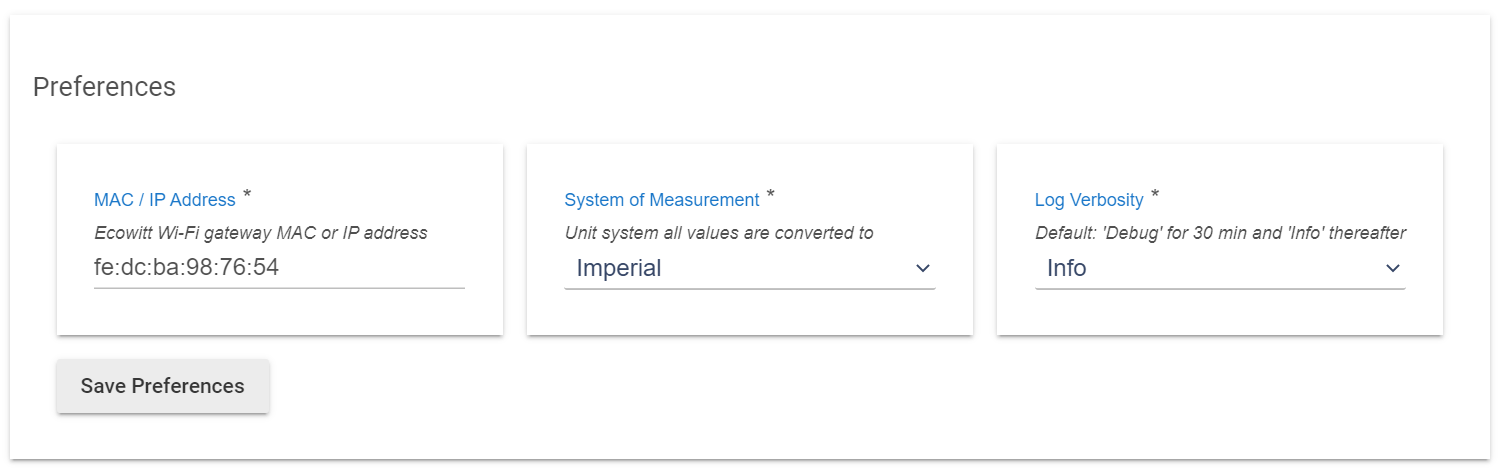 Preferences
MAC / IP Address *
Ecowitt Wi-Fi gateway MAC or IP address
fe:dc:ba:98:76:54
System of Measurement *
Unit system all values are converted to
Imperial
Log Verbosity *
Default: 'Debug' for 30 min and 'Info' thereafter
Info
Save Preferences